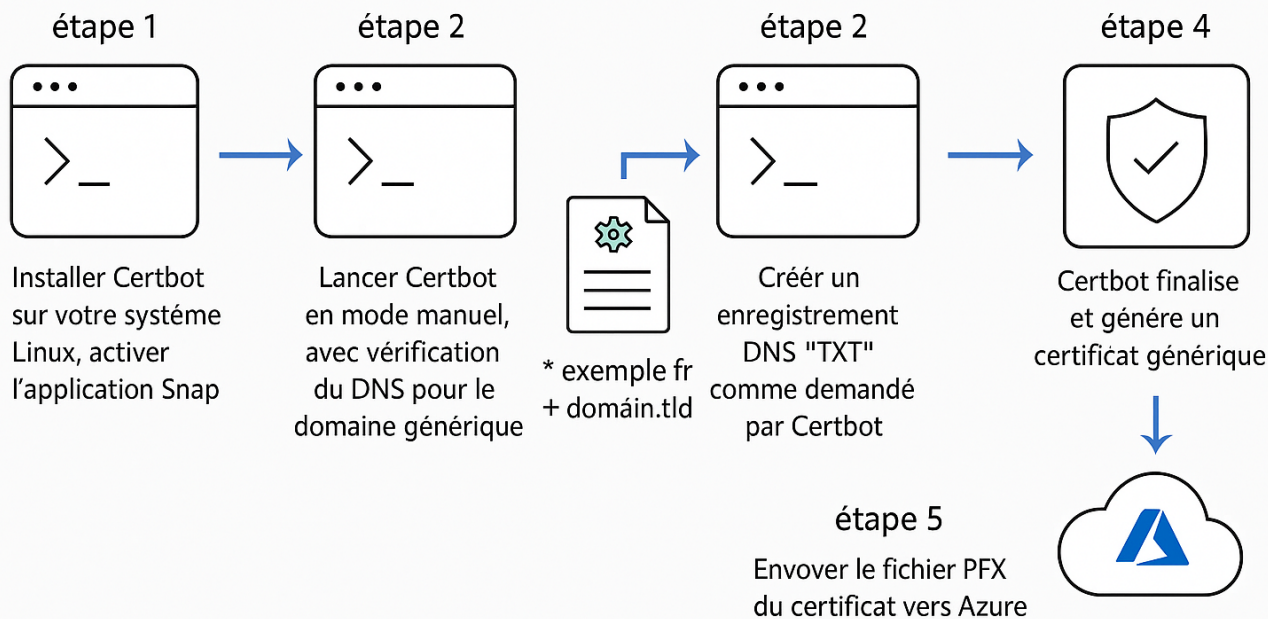 étape 1
Installer Certbot
sur votre systéme
Linux, activer
l'application Snap
étape 2
Lancer Certbot
en mode manuel,
avec vérification
du DNS pour le
domaine générique
* exemple fr
+ domáin.tld
étape 2
Créér un
enregistrement
DNS "TXT"
comme demandé
par Certbot
étape 4
Certbot finalise
et génére un
certificat générique
étape 5
Envover le fichier PFX
du certificat vers Azure